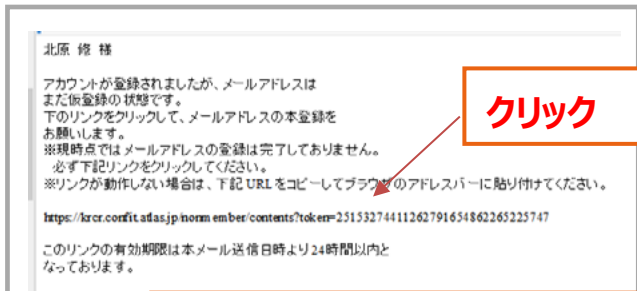 北原 修 様
アカウントが登録されましたが、メールアドレスは
まだ仮登録の状態です。
下のリンクをクリックして、メールアドレスの本登録を
お願いします。
※現時点ではメールアドレスの登録は完了しておりません。
必ず下記リンクをクリックしてください。
※リンクが動作しない場合は、下記 URL をコピーしてブラウザのアドレスバーに貼り付けてください。
https://krcr.confit.atlas.jp/normember/contents?token=251532744112627916548622652257​47
このリンクの有効期限は本メール送信日時より24時間以内と
なっております。
クリック